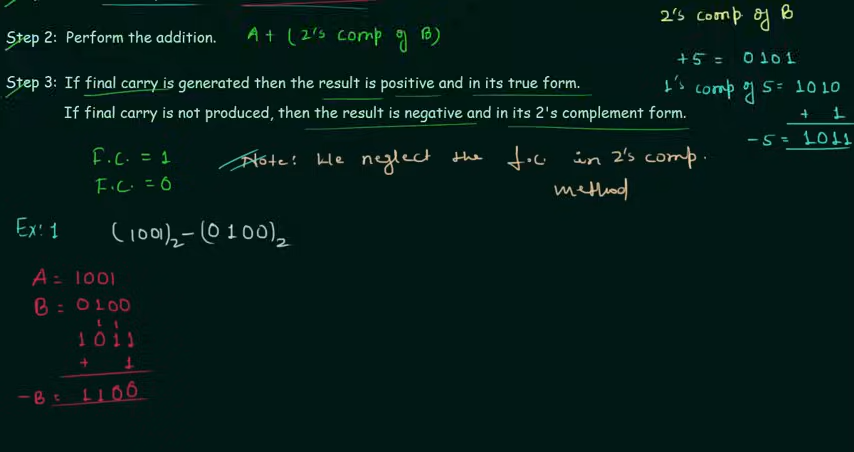 2's comp of B
Step 2: Perform the addition. A + (2's comp of B)
+5 = 0101
Step 3: If final carry is generated then the result is positive and in its true form.
1's comp of 5 = 1010
If final carry is not produced, then the result is negative and in its 2's complement form.
+ 1
-5 = 1011
F.C. = 1
Note: We neglect the f.c. in 2's comp.
F.C. = 0
method
Ex: 1 (1001)2 - (0100)2
A = 1001
B = 0100
1 1
1011
+ 1
-B = 1100